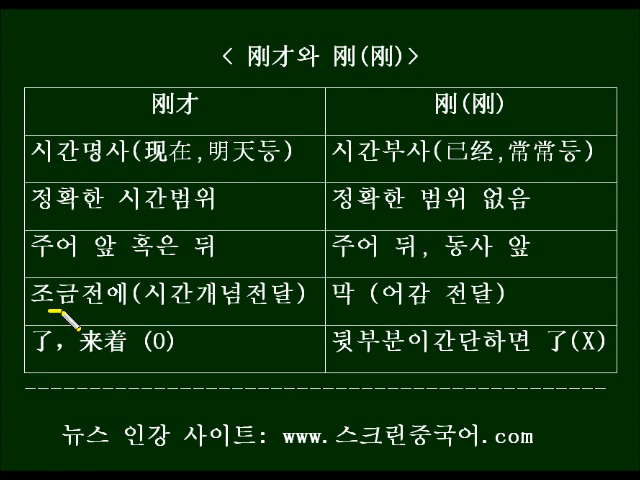 < 刚才와 刚(刚)>
刚才 刚(刚)
시간명사(现在,明天등) 시간부사(已经,常常등)
정확한 시간범위 정확한 범위 없음
주어 앞 혹은 뒤 주어 뒤, 동사 앞
조금전에(시간개념전달) 막 (어감 전달)
了, 来着 (O) 뒷부분이간단하면 了(X)
뉴스 인강 사이트: www.스크린중국어.com